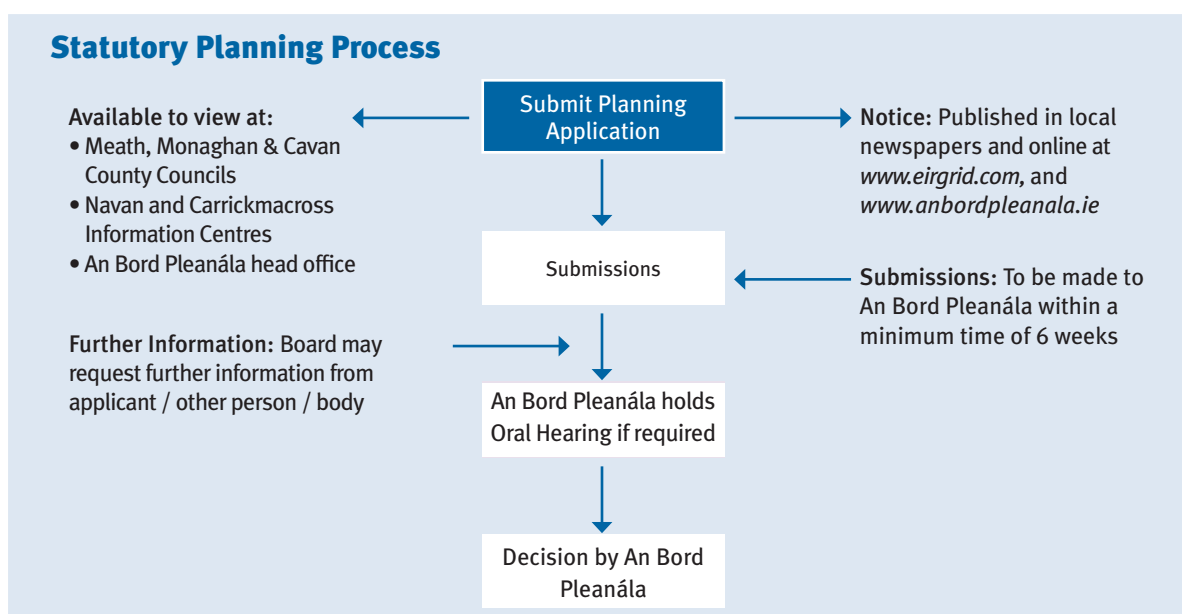 Statutory Planning Process
Submit Planning
Application
Available to view at:
• Meath, Monaghan & Cavan
County Councils
• Navan and Carrickmacross
Information Centres
• An Bord Pleanála head office
Notice: Published in local
newspapers and online at
www.eirgrid.com, and
www.anbordpleanala.ie
Submissions
Submissions: To be made to
An Bord Pleanála within a
minimum time of 6 weeks
Further Information: Board may
request further information from
applicant / other person / body
An Bord Pleanála holds
Oral Hearing if required
Decision by An Bord
Pleanála